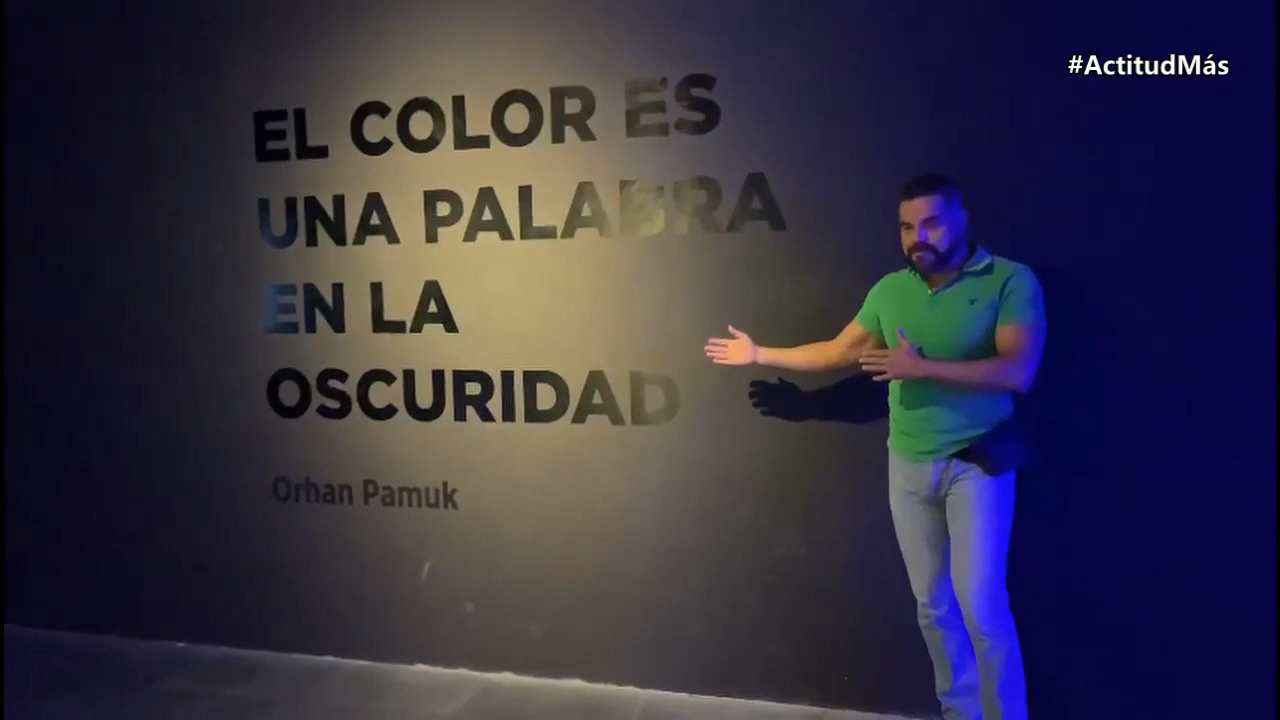 #ActitudMás
EL COLOR ES
UNA PALABRA
EN LA
OSCURIDAD
Orhan Pamuk